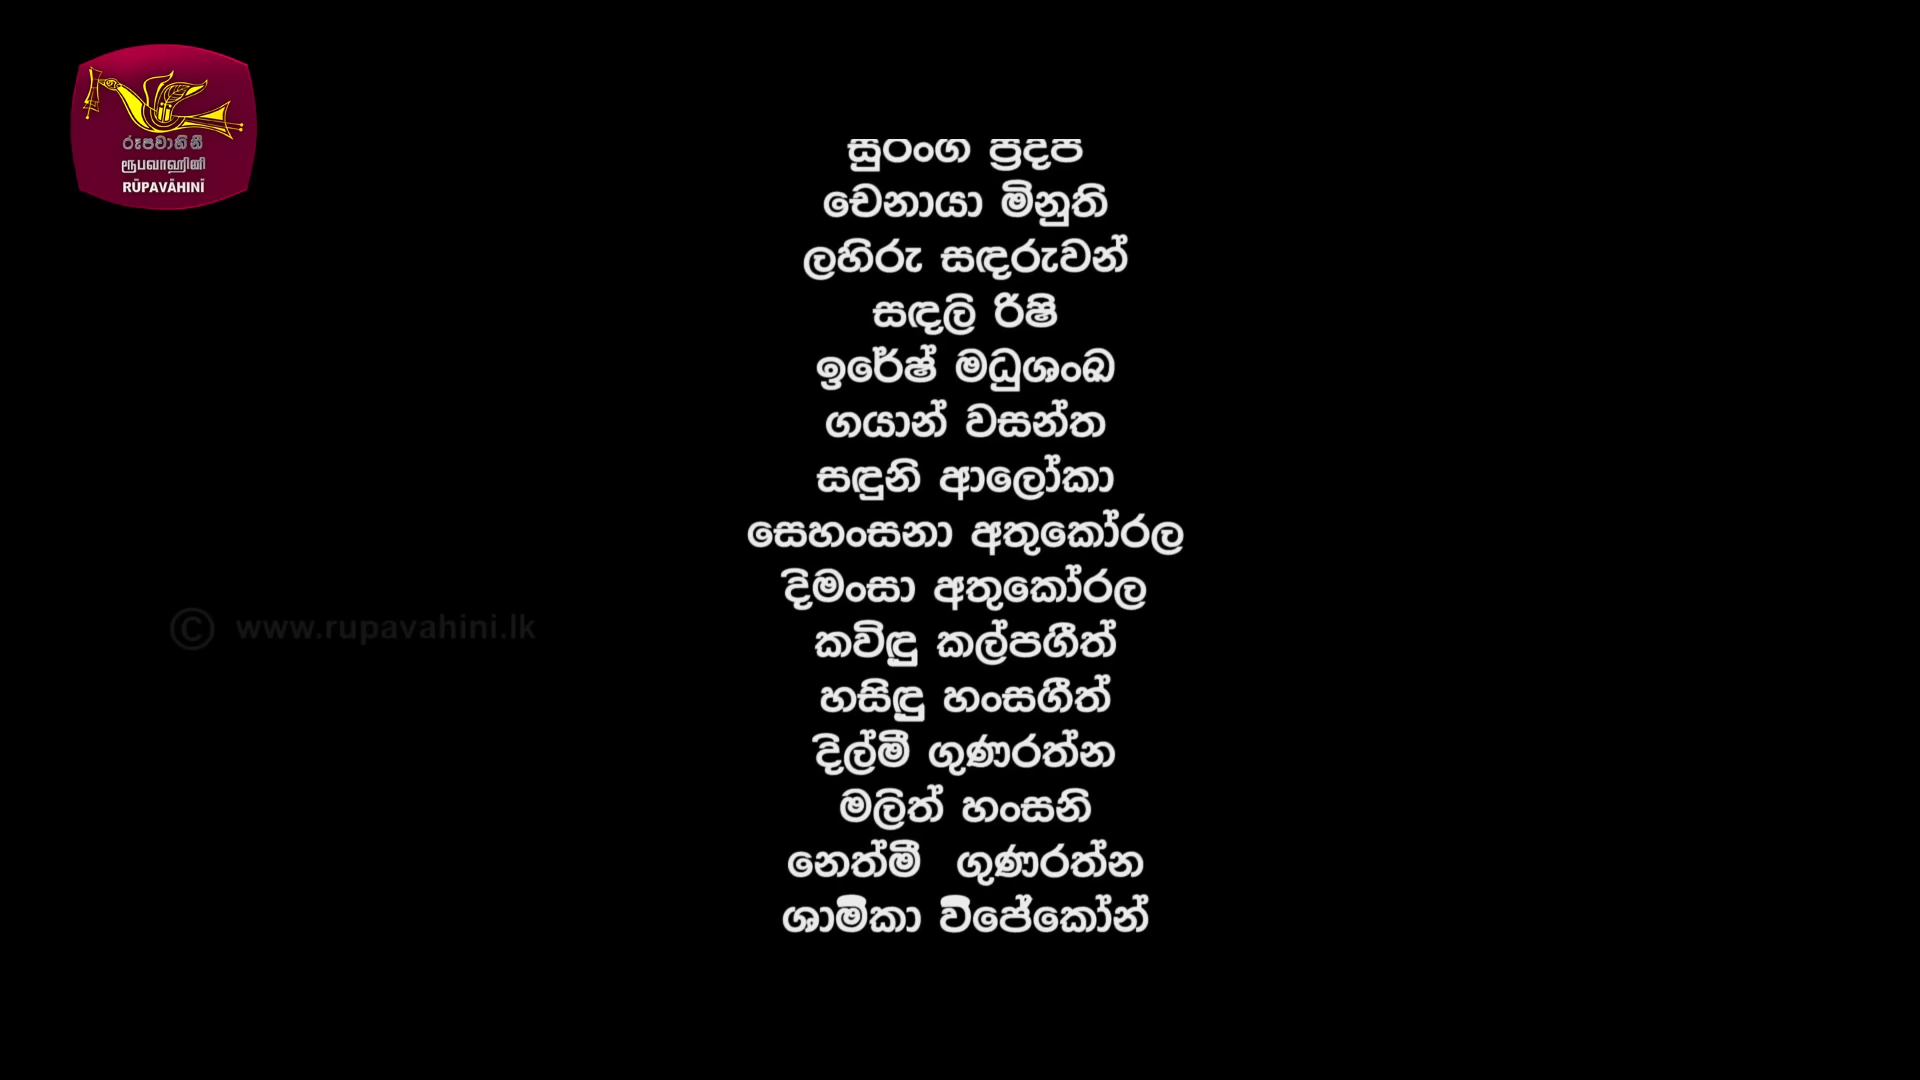 රූපවාහිනී
ரூபவாஹினி
RŪPAVĀHINĪ
සුරංග
චෙනායා මිනුති
ලහිරු සඳරුවන්
සඳලි රිෂි
ඉරේෂ් මධුශංඛ
ගයාන් වසන්ත
සඳුනි ආලෝකා
සෙහංසනා අතුකෝරල
දිමංසා අතුකෝරල
කවිඳු කල්පගීත්
හසිඳු හංසගීත්
දිල්මී ගුණරත්න
මලිත් හංසනි
නෙත්මී ගුණරත්න
ශාමිකා විජේකෝන්
© www.rupavahini.lk